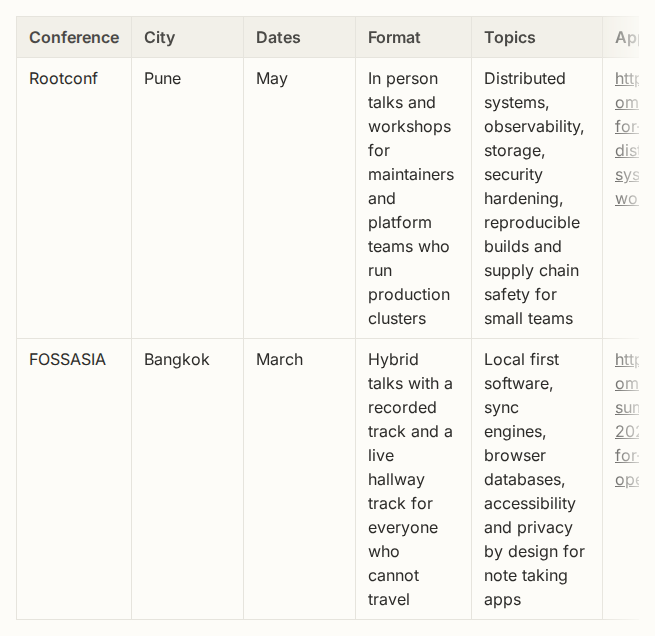 Conference City Dates Format Topics
Rootconf Pune May In person Distributed
talks and systems,
workshops observability,
for storage,
maintainers security
and hardening,
platform reproducible
teams who builds and
run supply chain
production safety for
clusters small teams
FOSSASIA Bangkok March Hybrid Local first
talks with a software,
recorded sync
track and a engines,
live browser
hallway databases,
track for accessibility
everyone and privacy
who by design for
cannot note taking
travel apps